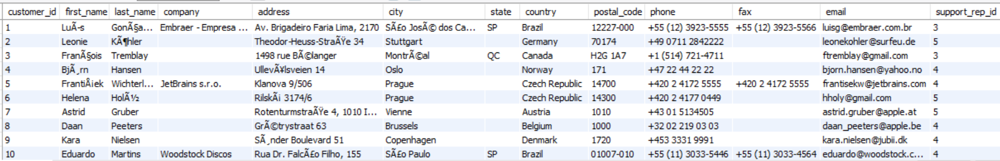 customer_id first_name last_name company address city state country postal_code phone fax email support_rep_id
1 LuÃ-s GonÃ§a... Embraer - Empresa ... Av. Brigadeiro Faria Lima, 2170 SÃ£o JosÃ© dos Ca... SP Brazil 12227-000 +55 (12) 3923-5555 +55 (12) 3923-5566 luisg@embraer.com.br 3
2 Leonie KÃ¶hler Theodor-Heuss-StraÃŸe 34 Stuttgart Germany 70174 +49 0711 2842222 leonekohler@surfeu.de 5
3 FranÃ§ois Tremblay 1498 rue BÃ©langer MontrÃ©al QC Canada H2G 1A7 +1 (514) 721-4711 ftremblay@gmail.com 3
4 BjÃ¸rn Hansen UllevÃ¥lsveien 14 Oslo Norway 171 +47 22 44 22 22 bjorn.hansen@yahoo.no 4
5 FrantiÅ¡ek Wichterl... JetBrains s.r.o. Klanova 9/506 Prague Czech Republic 14700 +420 2 4172 5555 +420 2 4172 5555 frantisekw@jetbrains.com 4
6 Helena HolÃ½ RilskÃ¡ 3174/6 Prague Czech Republic 14300 +420 2 4177 0449 hholy@gmail.com 5
7 Astrid Gruber RotenturmstraÃŸe 4, 1010 I... Vienne Austria 1010 +43 01 5134505 astrid.gruber@apple.at 5
8 Daan Peeters GrÃ©trystraat 63 Brussels Belgium 1000 +32 02 219 03 03 daan_peeters@apple.be 4
9 Kara Nielsen SÃ¸nder Boulevard 51 Copenhagen Denmark 1720 +453 3331 9991 kara.nielsen@jubii.dk 4
10 Eduardo Martins Woodstock Discos Rua Dr. FalcÃ£o Filho, 155 SÃ£o Paulo SP Brazil 01007-010 +55 (11) 3033-5446 +55 (11) 3033-4564 eduardo@woodstock.c... 4